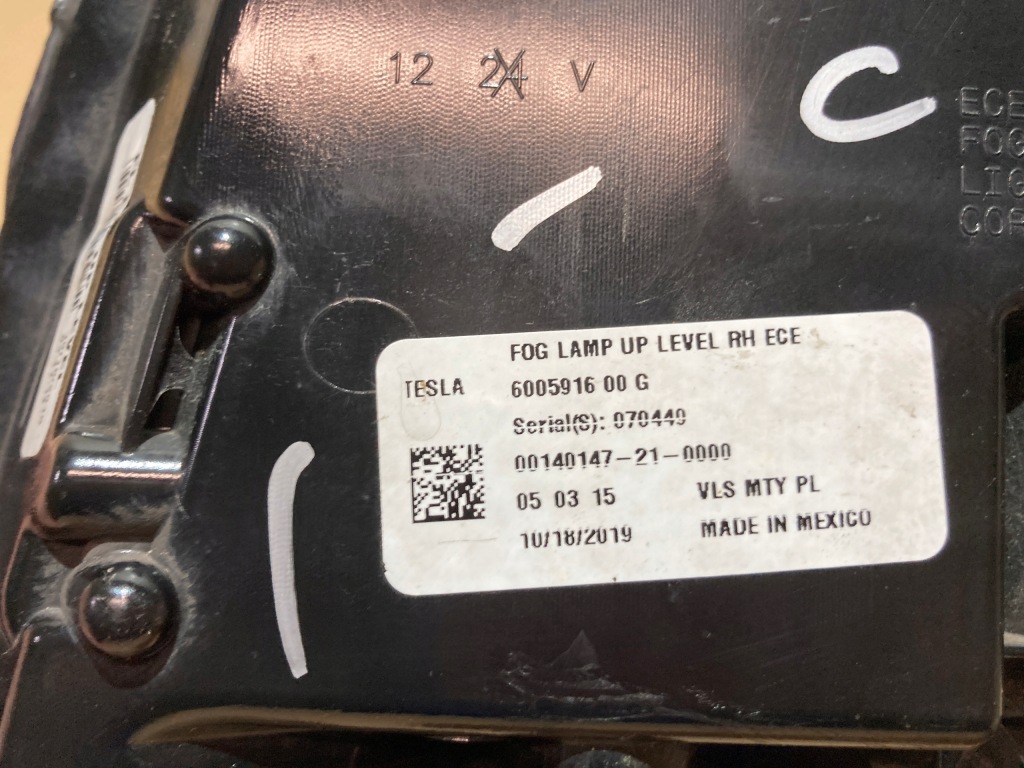 12 24 V
C
ECE
FOG
LIG
COR
FOG LAMP UP LEVEL RH ECE
TESLA 6005916 00 G
Serial(S): 070449
00140147-21-0000
05 03 15 VLS MTY PL
10/18/2019 MADE IN MEXICO